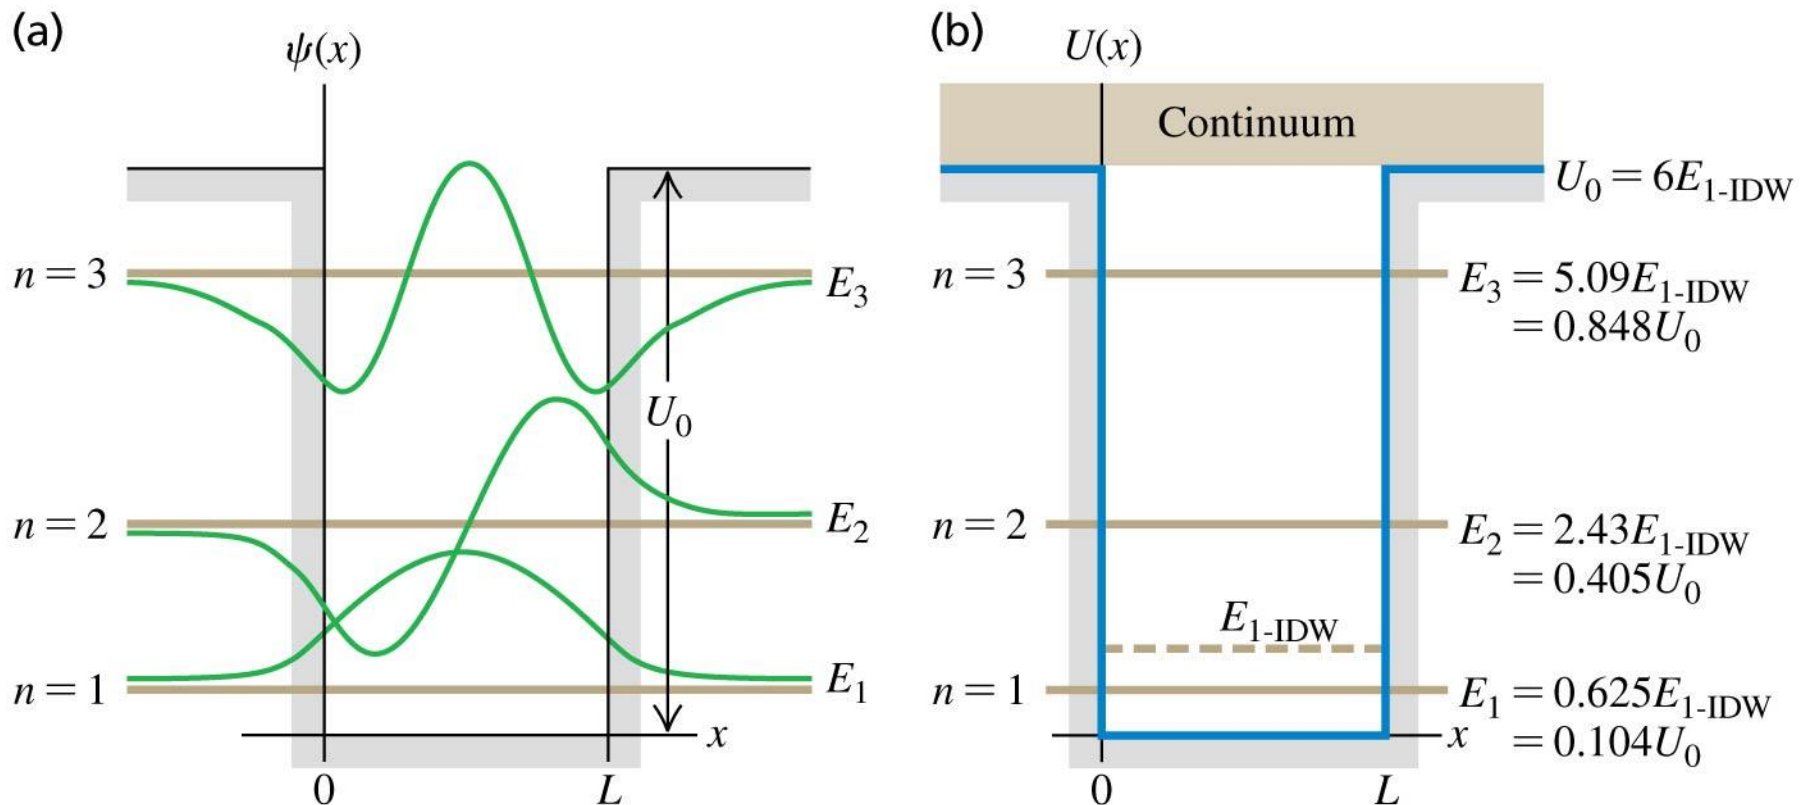 (a)
ψ(x)
n = 3
E₃
U₀
n = 2
E₂
n = 1
E₁
x
0
L
(b)
U(x)
Continuum
U₀ = 6E₁₋IDW
n = 3
E₃ = 5.09E₁₋IDW
= 0.848U₀
n = 2
E₂ = 2.43E₁₋IDW
= 0.405U₀
E₁₋IDW
n = 1
E₁ = 0.625E₁₋IDW
x
= 0.104U₀
0
L